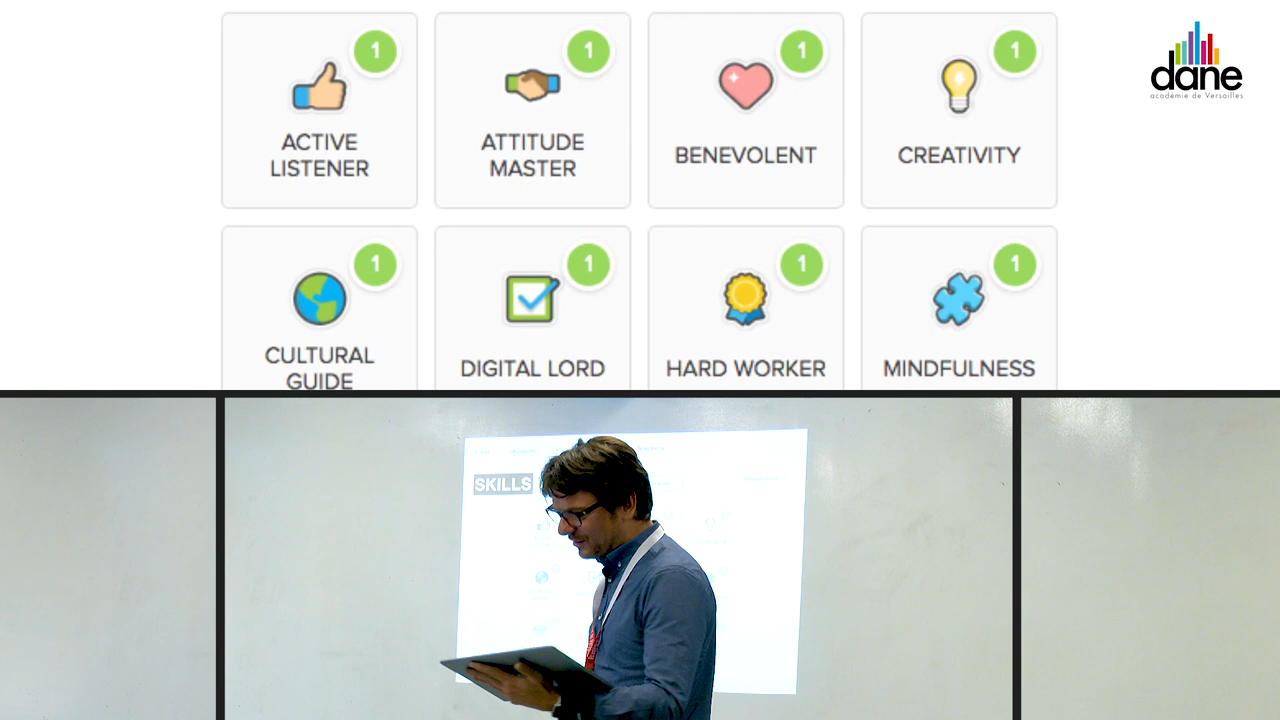 1
1
1
1
dane
académie de Versailles
ACTIVE
LISTENER
ATTITUDE
MASTER
BENEVOLENT
CREATIVITY
1
1
1
1
CULTURAL
GUIDE
DIGITAL LORD
HARD WORKER
MINDFULNESS
SKILLS